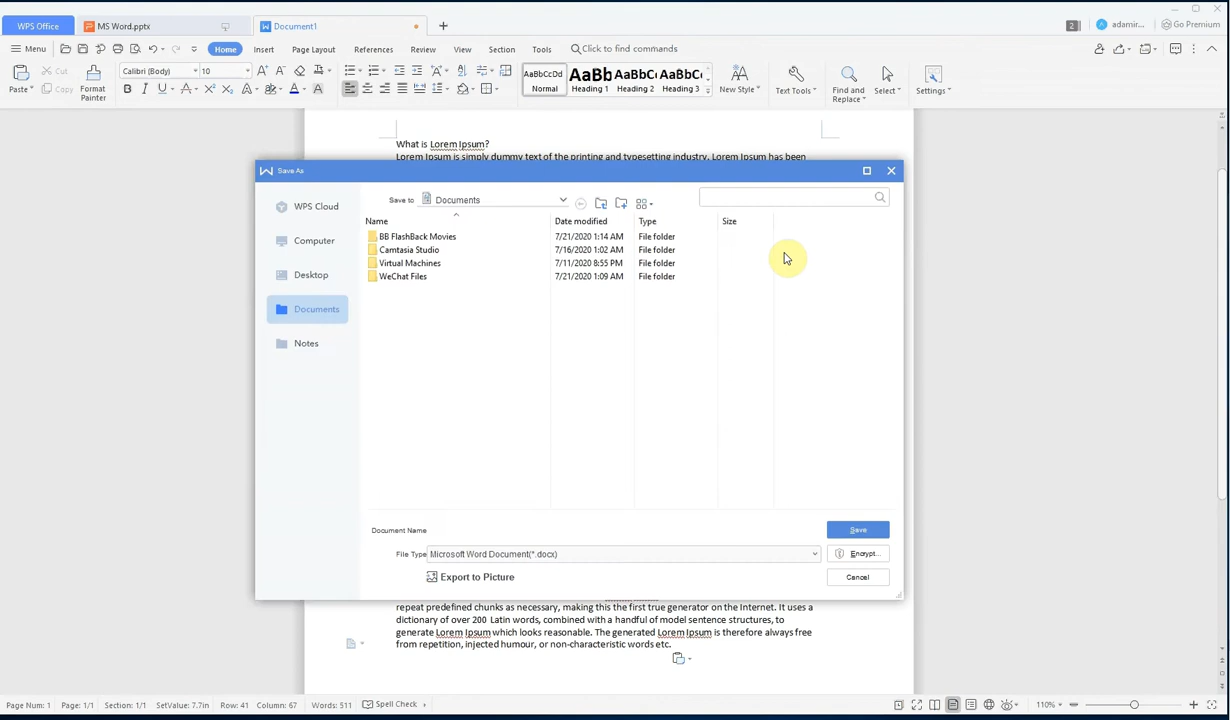 WPS Office MS Word.pptx Document1 2 adamir... Go Premium
Menu Home Insert Page Layout References Review View Section Tools Click to find commands
Paste Cut Copy Format Painter Calibri (Body) 10 AaBbCcDd Normal AaBb Heading 1 AaBbC Heading 2 AaBbC Heading 3 New Style Text Tools Find and Replace Select Settings
What is Lorem Ipsum?
Lorem Ipsum is simply dummy text of the printing and typesetting industry. Lorem Ipsum has been
Save As
WPS Cloud
Computer
Desktop
Documents
Notes
Save to Documents
Name Date modified Type Size
BB FlashBack Movies 7/21/2020 1:14 AM File folder
Camtasia Studio 7/16/2020 1:02 AM File folder
Virtual Machines 7/11/2020 8:55 PM File folder
WeChat Files 7/21/2020 1:09 AM File folder
Document Name Save
File Type Microsoft Word Document(*.docx) Encrypt...
Export to Picture Cancel
repeat predefined chunks as necessary, making this the first true generator on the Internet. It uses a
dictionary of over 200 Latin words, combined with a handful of model sentence structures, to
generate Lorem Ipsum which looks reasonable. The generated Lorem Ipsum is therefore always free
from repetition, injected humour, or non-characteristic words etc.
Page Num: 1 Page: 1/1 Section: 1/1 SetValue: 7.7in Row: 41 Column: 67 Words: 511 Spell Check 110%